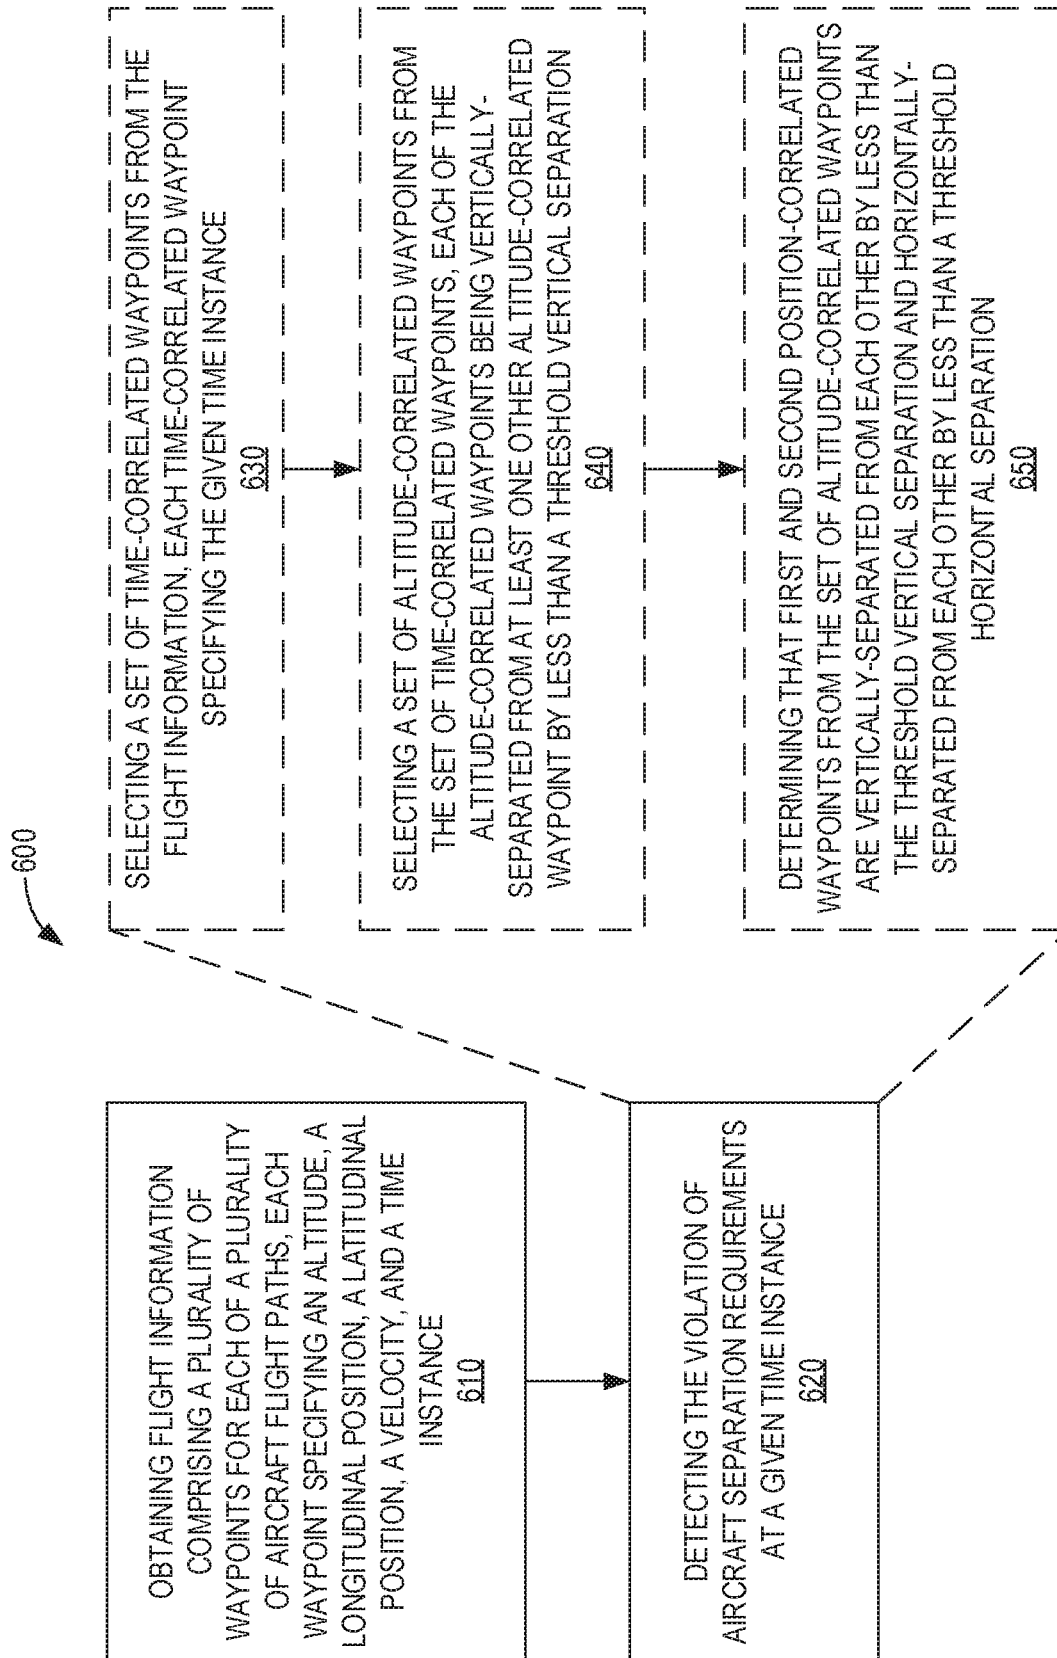 600
OBTAINING FLIGHT INFORMATION
COMPRISING A PLURALITY OF
WAYPOINTS FOR EACH OF A PLURALITY
OF AIRCRAFT FLIGHT PATHS, EACH
WAYPOINT SPECIFYING AN ALTITUDE, A
LONGITUDINAL POSITION, A LATITUDINAL
POSITION, A VELOCITY, AND A TIME
INSTANCE
610
DETECTING THE VIOLATION OF
AIRCRAFT SEPARATION REQUIREMENTS
AT A GIVEN TIME INSTANCE
620
SELECTING A SET OF TIME-CORRELATED WAYPOINTS FROM THE
FLIGHT INFORMATION, EACH TIME-CORRELATED WAYPOINT
SPECIFYING THE GIVEN TIME INSTANCE
630
SELECTING A SET OF ALTITUDE-CORRELATED WAYPOINTS FROM
THE SET OF TIME-CORRELATED WAYPOINTS, EACH OF THE
ALTITUDE-CORRELATED WAYPOINTS BEING VERTICALLY-
SEPARATED FROM AT LEAST ONE OTHER ALTITUDE-CORRELATED
WAYPOINT BY LESS THAN A THRESHOLD VERTICAL SEPARATION
640
DETERMINING THAT FIRST AND SECOND POSITION-CORRELATED
WAYPOINTS FROM THE SET OF ALTITUDE-CORRELATED WAYPOINTS
ARE VERTICALLY-SEPARATED FROM EACH OTHER BY LESS THAN
THE THRESHOLD VERTICAL SEPARATION AND HORIZONTALLY-
SEPARATED FROM EACH OTHER BY LESS THAN A THRESHOLD
HORIZONTAL SEPARATION
650